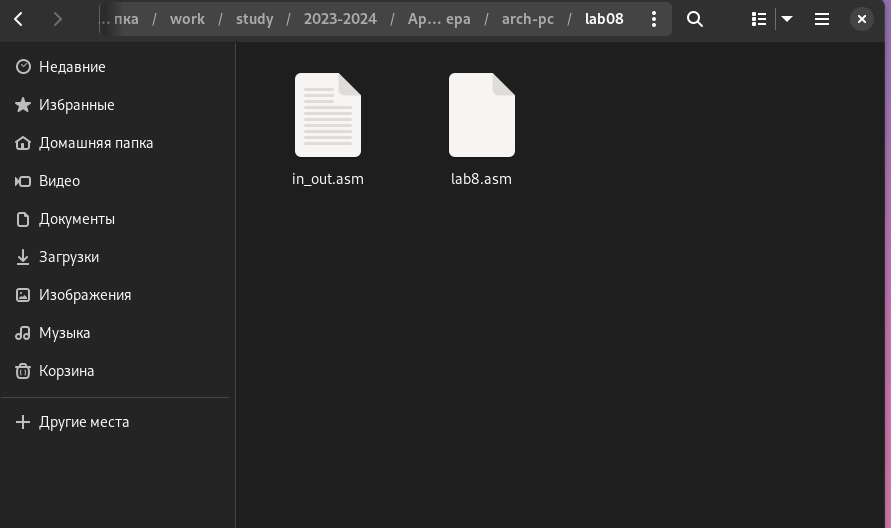 … пка / work / study / 2023-2024 / Ар… ера / arch-pc / lab08
Недавние
Избранные
Домашняя папка
Видео
Документы
Загрузки
Изображения
Музыка
Корзина
Другие места
in_out.asm
lab8.asm